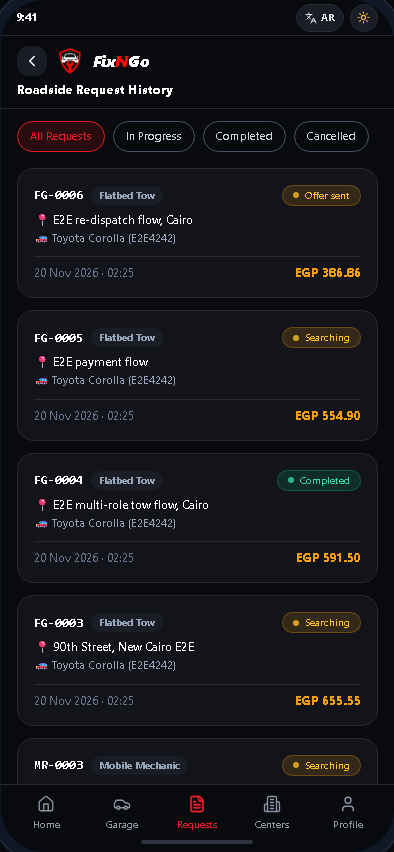 9:41
AR
FixNGo
Roadside Request History
All Requests
In Progress
Completed
Cancelled
FG-0006 Flatbed Tow Offer sent
E2E re-dispatch flow, Cairo
Toyota Corolla (E2E4242)
20 Nov 2026 · 02:25 EGP 386.86
FG-0005 Flatbed Tow Searching
E2E payment flow
Toyota Corolla (E2E4242)
20 Nov 2026 · 02:25 EGP 554.90
FG-0004 Flatbed Tow Completed
E2E multi-role tow flow, Cairo
Toyota Corolla (E2E4242)
20 Nov 2026 · 02:25 EGP 591.50
FG-0003 Flatbed Tow Searching
90th Street, New Cairo E2E
Toyota Corolla (E2E4242)
20 Nov 2026 · 02:25 EGP 655.55
MR-0003 Mobile Mechanic Searching
Home Garage Requests Centers Profile